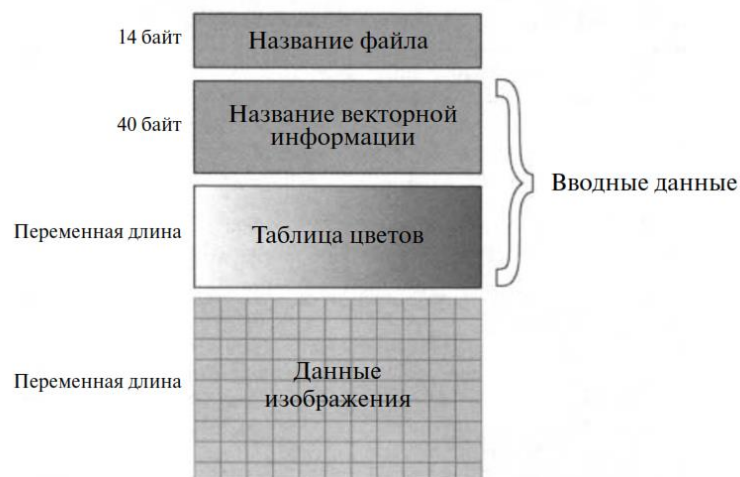 14 байт
Название файла
40 байт
Название векторной
информации
Вводные данные
Переменная длина
Таблица цветов
Переменная длина
Данные
изображения